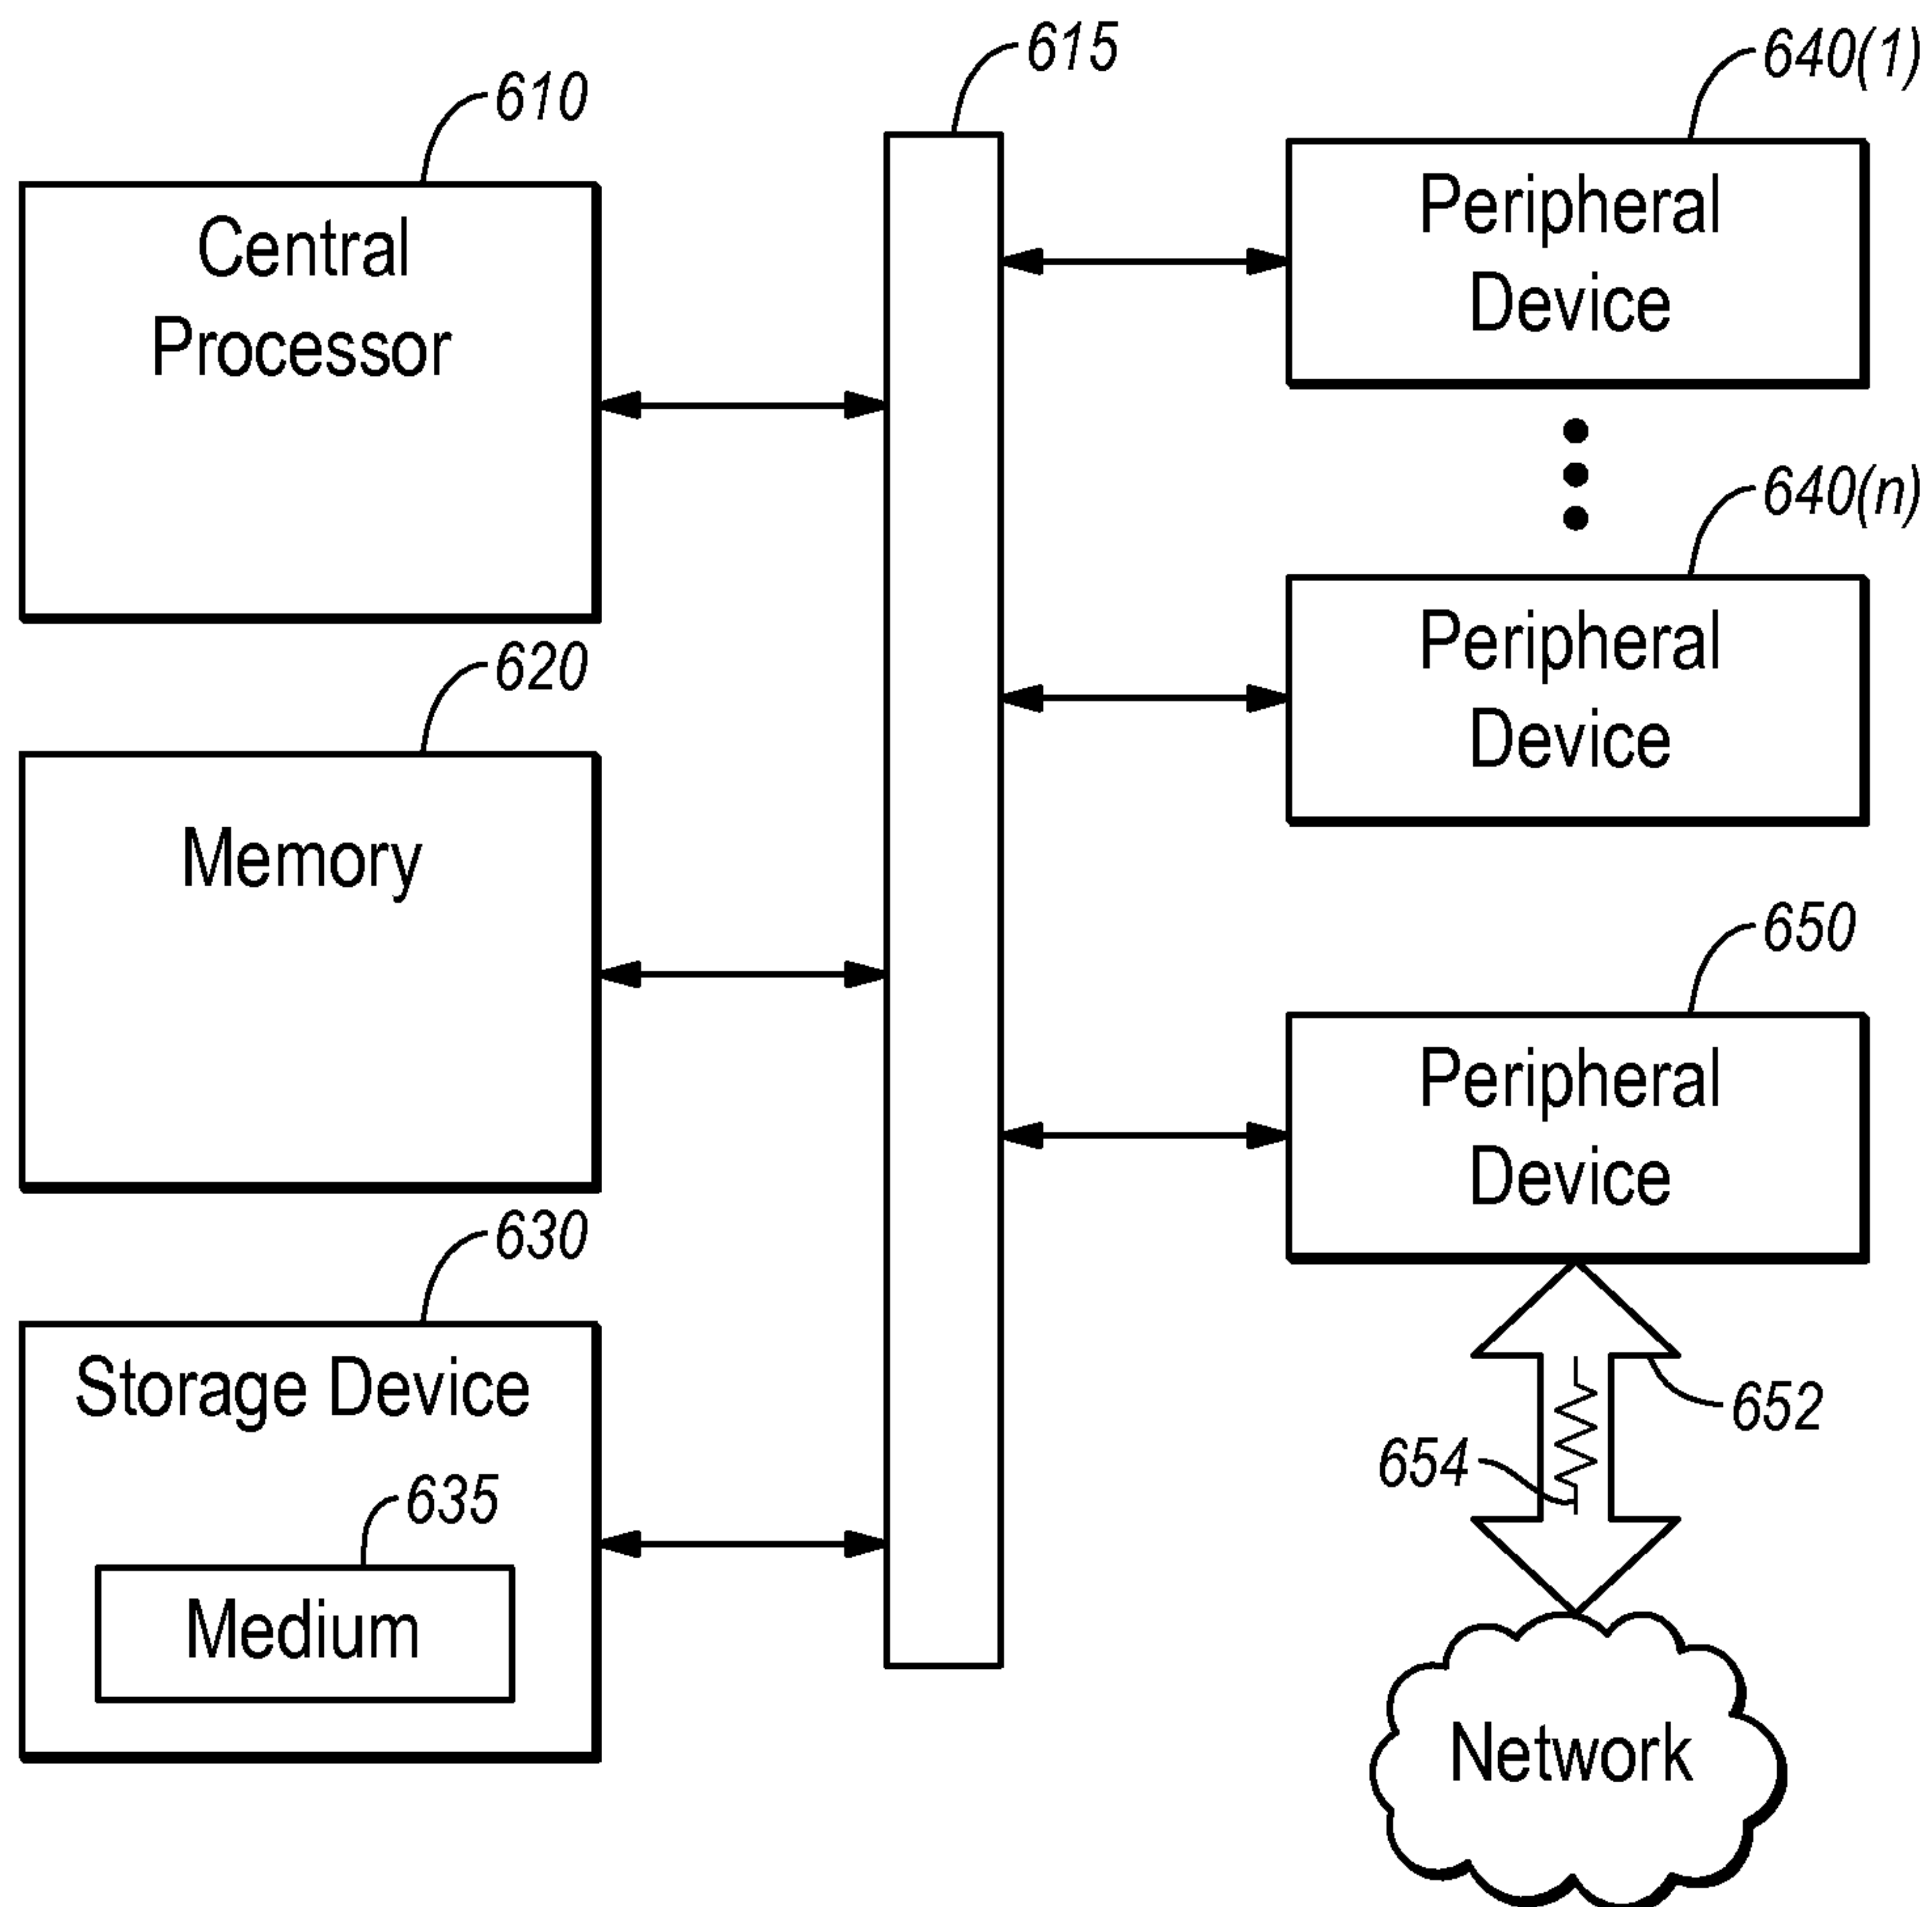 610
Central
Processor
620
Memory
630
Storage Device
635
Medium
615
640(1)
Peripheral
Device
640(n)
Peripheral
Device
650
Peripheral
Device
652
654
Network